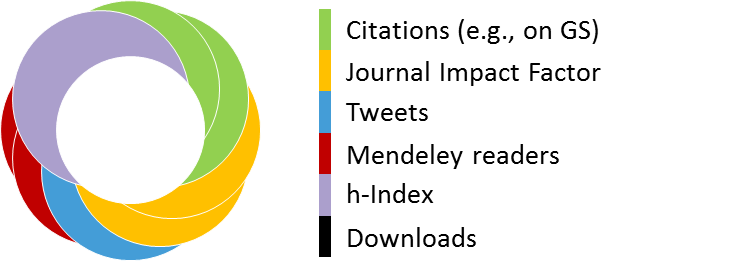 Citations (e.g., on GS)
Journal Impact Factor
Tweets
Mendeley readers
h-Index
Downloads